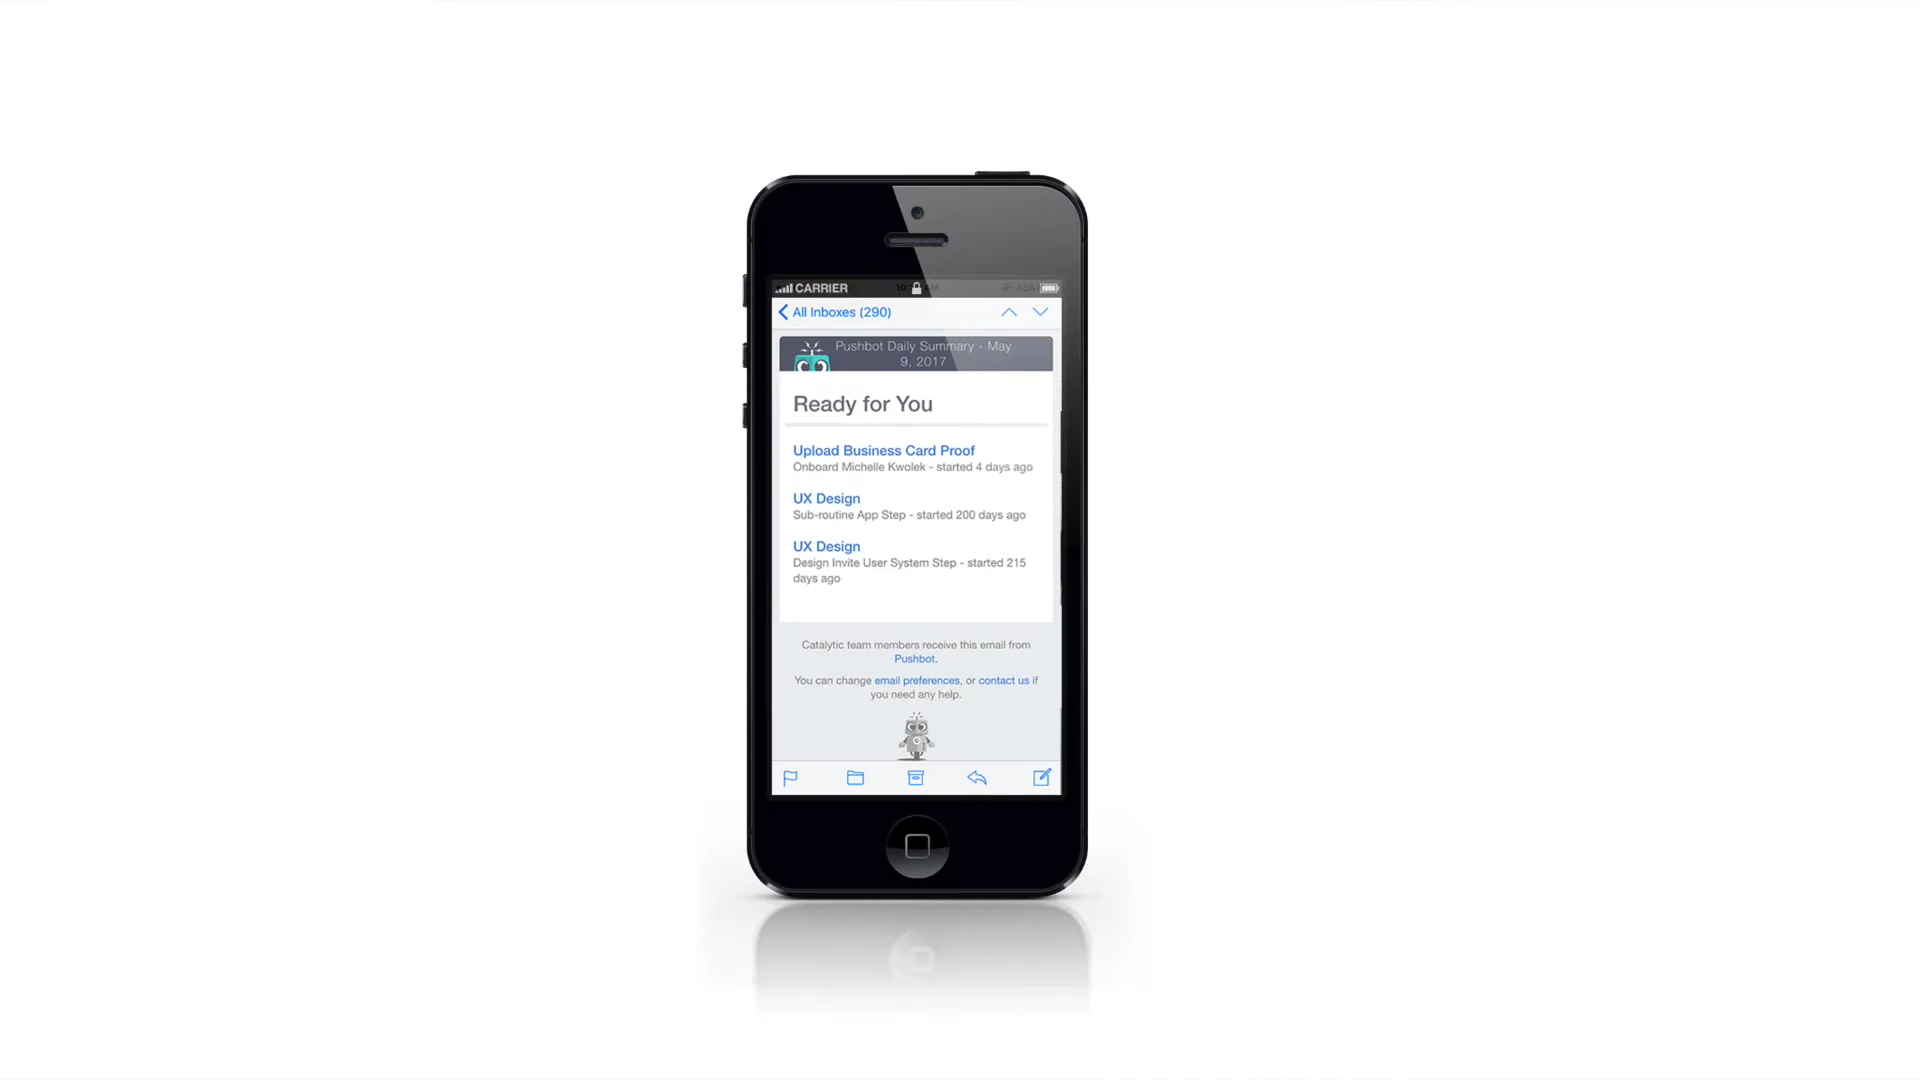 CARRIER
All Inboxes (290)
Pushbot Daily Summary - May
9, 2017
Ready for You
Upload Business Card Proof
Onboard Michelle Kwolek - started 4 days ago
UX Design
Sub-routine App Step - started 200 days ago
UX Design
Design Invite User System Step - started 215
days ago
Catalytic team members receive this email from
Pushbot.
You can change email preferences, or contact us if
you need any help.